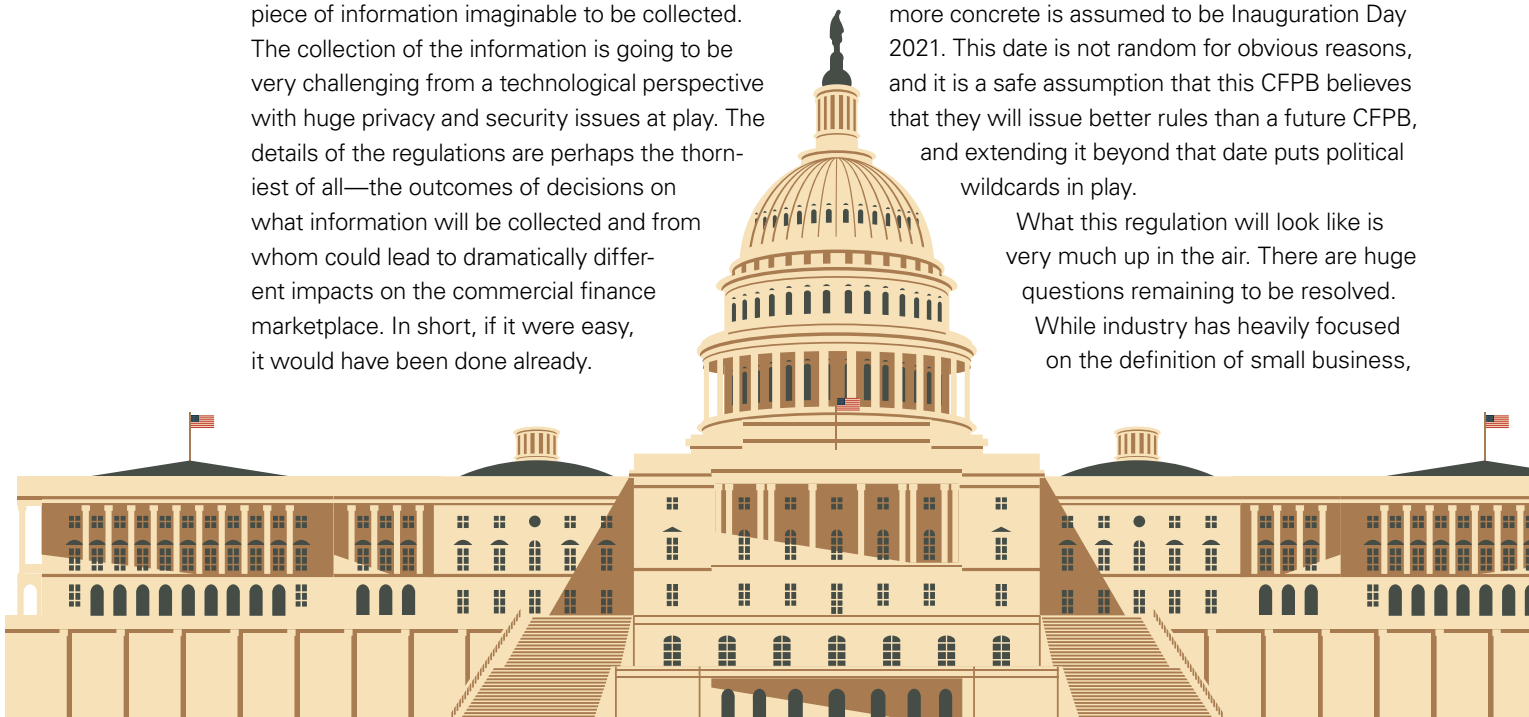 piece of information imaginable to be collected.
The collection of the information is going to be
very challenging from a technological perspective
with huge privacy and security issues at play. The
details of the regulations are perhaps the thorn-
iest of all—the outcomes of decisions on
what information will be collected and from
whom could lead to dramatically differ-
ent impacts on the commercial finance
marketplace. In short, if it were easy,
it would have been done already.
more concrete is assumed to be Inauguration Day
2021. This date is not random for obvious reasons,
and it is a safe assumption that this CFPB believes
that they will issue better rules than a future CFPB,
and extending it beyond that date puts political
wildcards in play.
What this regulation will look like is
very much up in the air. There are huge
questions remaining to be resolved.
While industry has heavily focused
on the definition of small business,